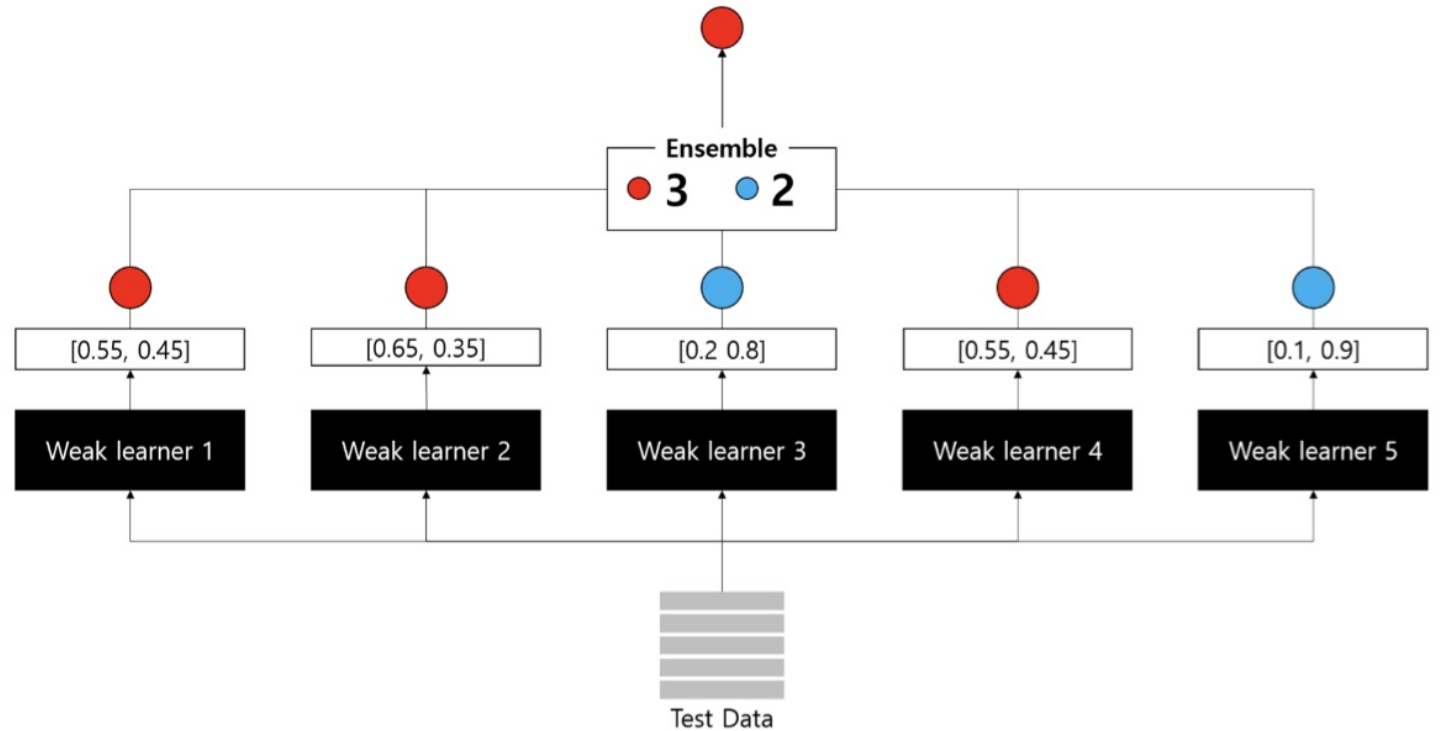 Ensemble
3 2
[0.55, 0.45] [0.65, 0.35] [0.2 0.8] [0.55, 0.45] [0.1, 0.9]
Weak learner 1 Weak learner 2 Weak learner 3 Weak learner 4 Weak learner 5
Test Data